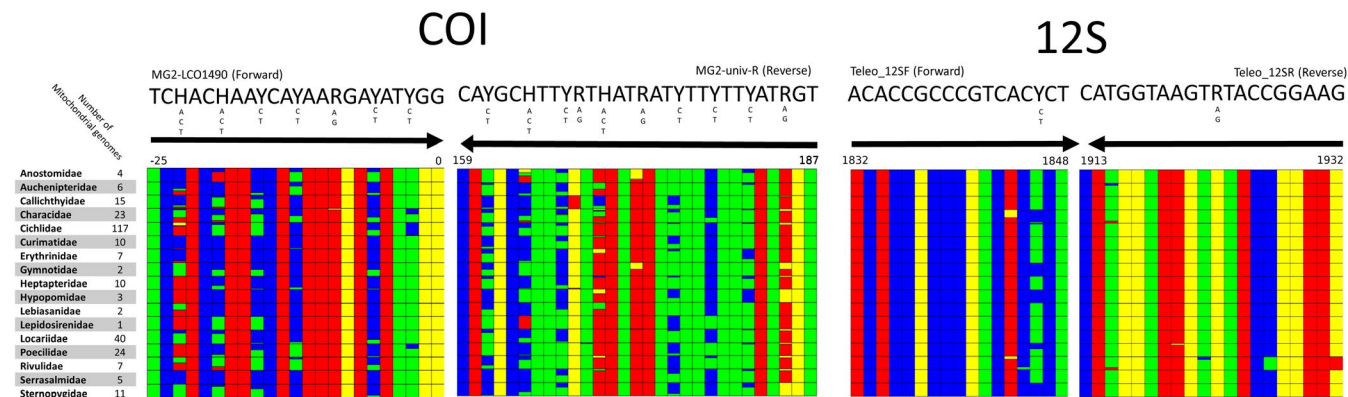 COI
12S
MG2-LCO1490 (Forward)
MG2-univ-R (Reverse)
Teleo_12SF (Forward)
Teleo_12SR (Reverse)
Number of
Mitochondrial genomes
TCHACHAAYCAYAARGAYATYGG
A A C C A C C
C C T T G T T
T T
CAYGCHTTYRTHATRATYTTYTTYATRGT
C A C A A A C C C A
T C T G C G T T T G
T T
ACACCGCCCGTCACYCT
C
T
CATGGTAAGTRTACCGGAAG
A
G
-25 0
159 187
1832 1848
1913 1932
Anostomidae 4
Auchenipteridae 6
Callichthyidae 15
Characidae 23
Cichlidae 117
Curimatidae 10
Erythrinidae 7
Gymnotidae 2
Heptapteridae 10
Hypopomidae 3
Lebiasanidae 2
Lepidosirenidae 1
Locariidae 40
Poecilidae 24
Rivulidae 7
Serrasalmidae 5
Sternopygidae 11